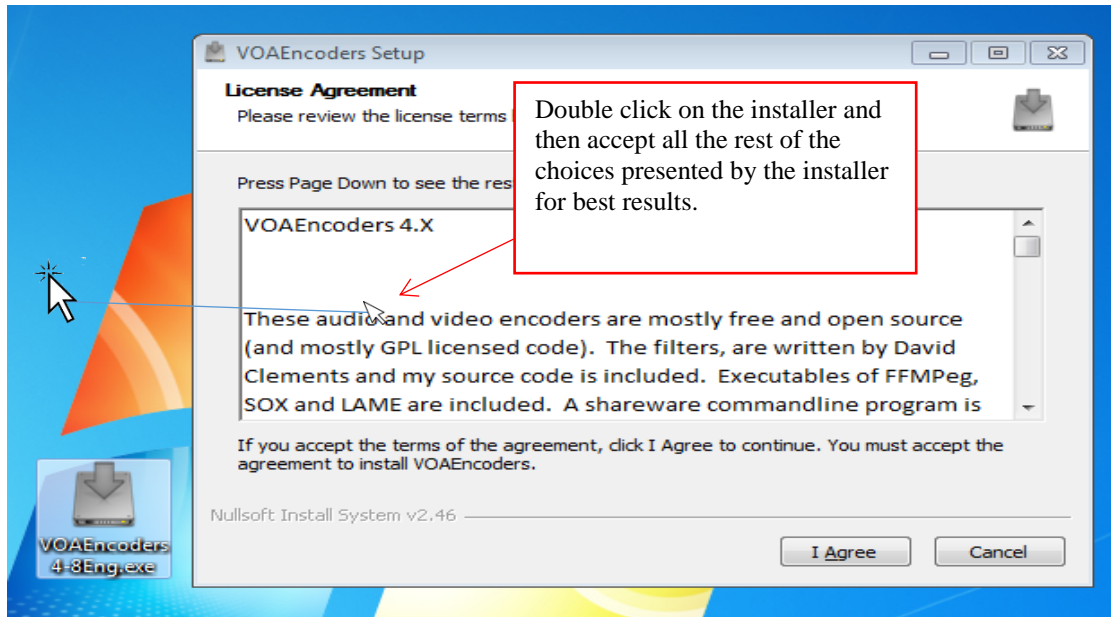 VOAEncoders Setup
License Agreement
Please review the license terms
Double click on the installer and
then accept all the rest of the
choices presented by the installer
for best results.
Press Page Down to see the res
VOAEncoders 4.X
These audio and video encoders are mostly free and open source
(and mostly GPL licensed code). The filters, are written by David
Clements and my source code is included. Executables of FFMPeg,
SOX and LAME are included. A shareware commandline program is
If you accept the terms of the agreement, click I Agree to continue. You must accept the
agreement to install VOAEncoders.
Nullsoft Install System v2.46
I Agree
Cancel
VOAEncoders
4-8Eng.exe